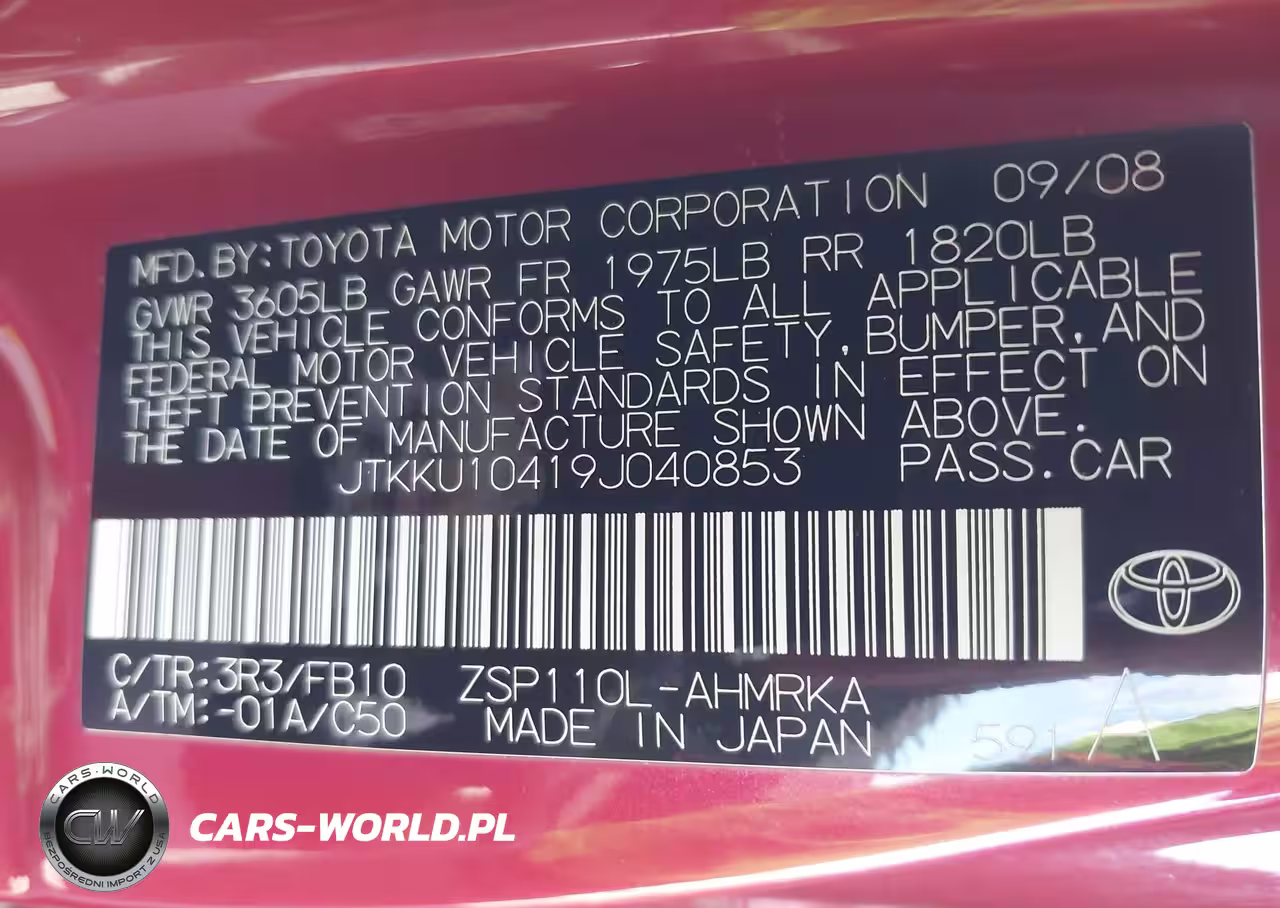 MFD.BY:TOYOTA MOTOR CORPORATION 09/08
GVWR 3605LB GAWR FR 1975LB RR 1820LB
THIS VEHICLE CONFORMS TO ALL APPLICABLE
FEDERAL MOTOR VEHICLE SAFETY, BUMPER, AND
THEFT PREVENTION STANDARDS IN EFFECT ON
THE DATE OF MANUFACTURE SHOWN ABOVE.
JTKKU10419J040853 PASS.CAR
C/TR:3R3/FB10 ZSP110L-AHMRKA
A/TM:-01A/C50 MADE IN JAPAN 591 A
CARS-WORLD
CW
BEZPOŚREDNI IMPORT Z USA
CARS-WORLD.PL